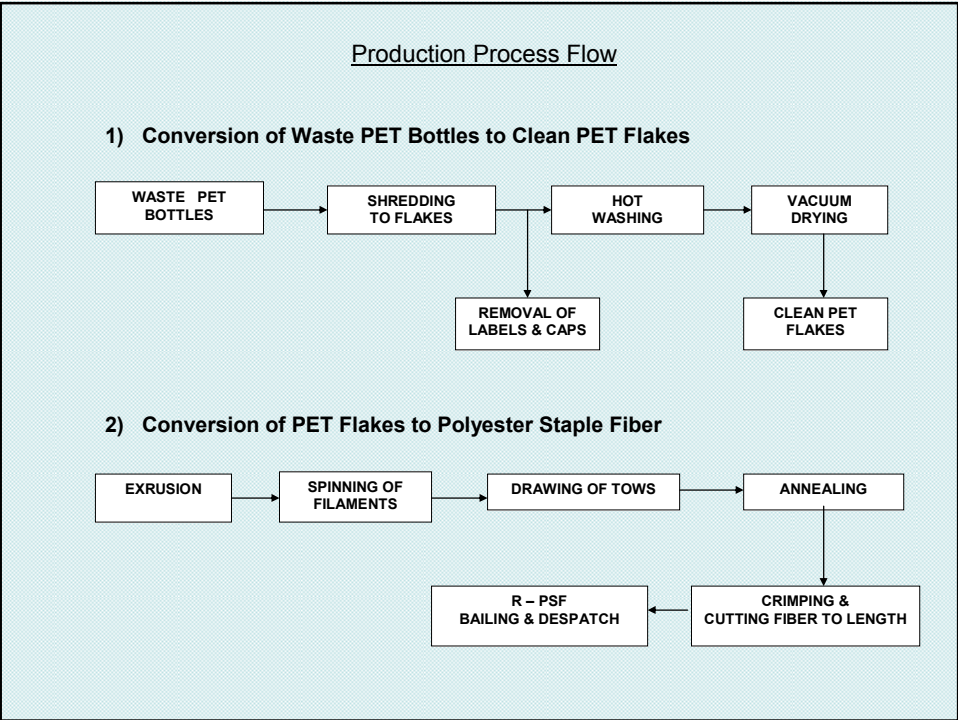 Production Process Flow
1) Conversion of Waste PET Bottles to Clean PET Flakes
WASTE PET
BOTTLES
SHREDDING
TO FLAKES
HOT
WASHING
VACUUM
DRYING
REMOVAL OF
LABELS & CAPS
CLEAN PET
FLAKES
2) Conversion of PET Flakes to Polyester Staple Fiber
EXRUSION
SPINNING OF
FILAMENTS
DRAWING OF TOWS
ANNEALING
CRIMPING &
CUTTING FIBER TO LENGTH
R – PSF
BAILING & DESPATCH